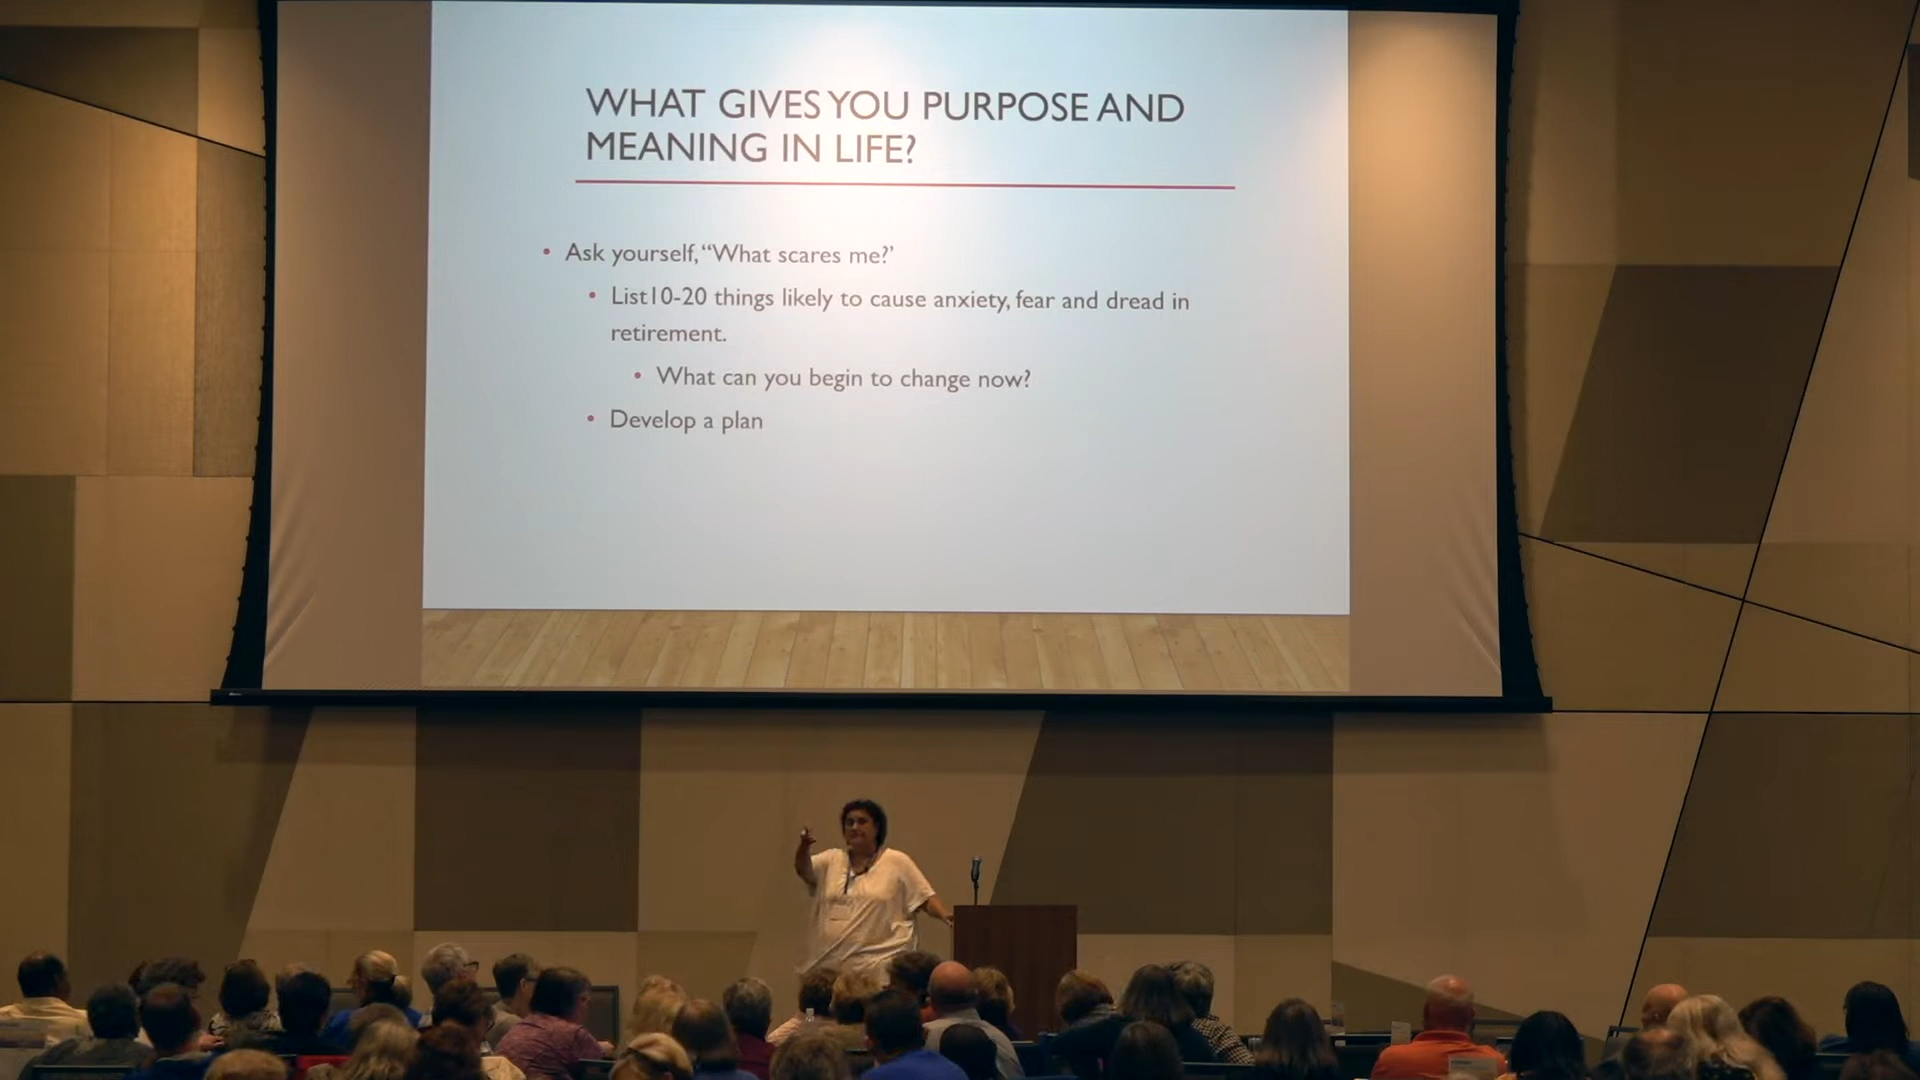 WHAT GIVES YOU PURPOSE AND
MEANING IN LIFE?
• Ask yourself, “What scares me?’
• List10-20 things likely to cause anxiety, fear and dread in
retirement.
• What can you begin to change now?
• Develop a plan